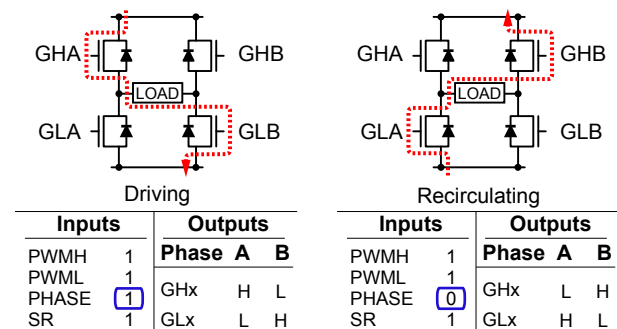 GHA GHB
LOAD
GLA GLB
Driving
Inputs Outputs
PWMH 1 Phase A B
PWML 1
PHASE 1 GHx H L
SR 1 GLx L H
GHA GHB
LOAD
GLA GLB
Recirculating
Inputs Outputs
PWMH 1 Phase A B
PWML 1
PHASE 0 GHx L H
SR 1 GLx H L